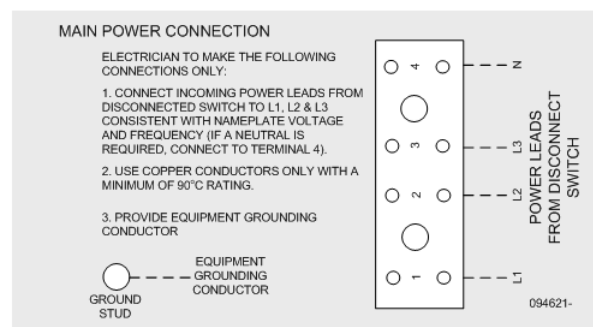 MAIN POWER CONNECTION
ELECTRICIAN TO MAKE THE FOLLOWING
CONNECTIONS ONLY:
1. CONNECT INCOMING POWER LEADS FROM
DISCONNECTED SWITCH TO L1, L2 & L3
CONSISTENT WITH NAMEPLATE VOLTAGE
AND FREQUENCY (IF A NEUTRAL IS
REQUIRED, CONNECT TO TERMINAL 4).
2. USE COPPER CONDUCTORS ONLY WITH A
MINIMUM OF 90°C RATING.
3. PROVIDE EQUIPMENT GROUNDING
CONDUCTOR
EQUIPMENT
GROUNDING
CONDUCTOR
GROUND
STUD
4
N
3
L3
2
L2
1
L1
POWER LEADS
FROM DISCONNECT
SWITCH
094621-